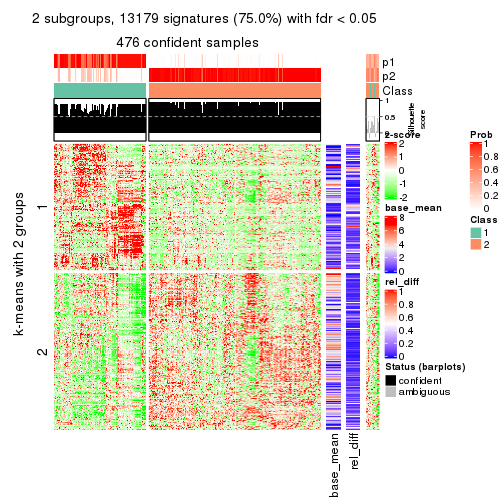 2 subgroups, 13179 signatures (75.0%) with fdr < 0.05
476 confident samples
p1
p2
Class
1
0.5
0
Silhouette
score
k-means with 2 groups
1
2
base_mean
rel_diff
z-score
2
1
0
-1
-2
base_mean
8
6
4
2
0
rel_diff
1
0.8
0.6
0.4
0.2
0
Status (barplots)
confident
ambiguous
Prob
1
0.8
0.6
0.4
0.2
0
Class
1
2